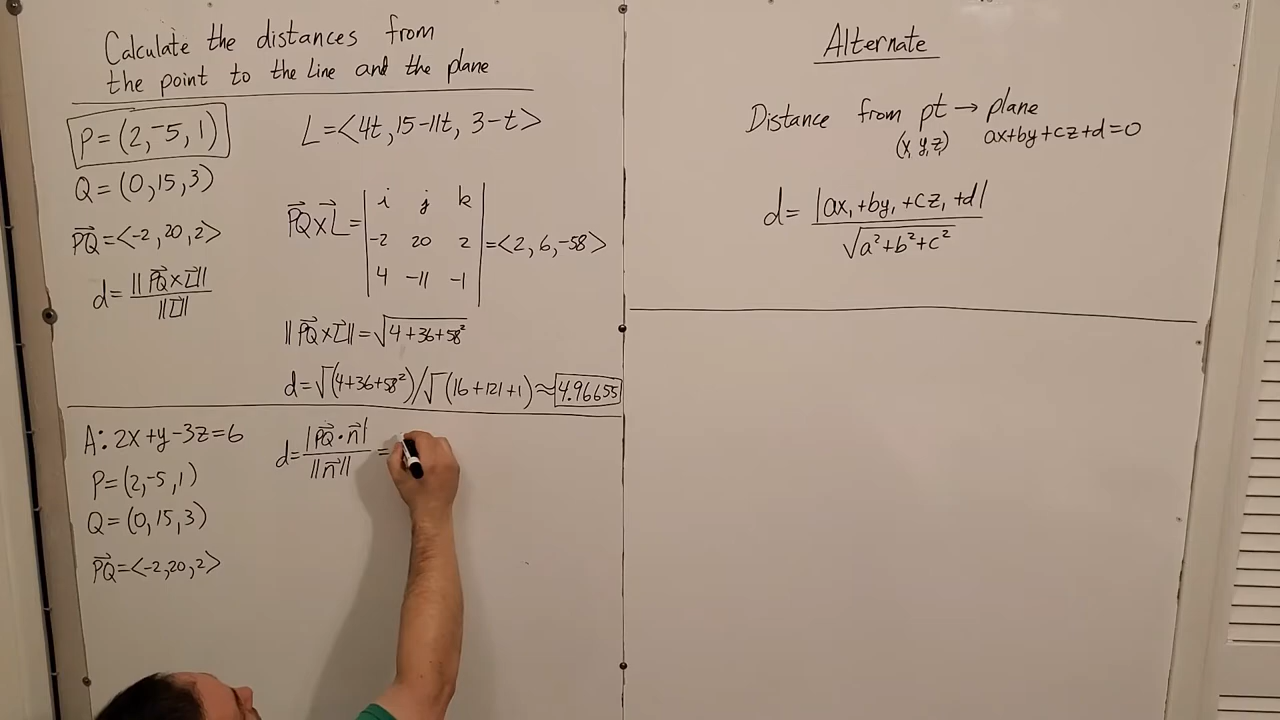 Calculate the distances from
the point to the line and the plane
P=(2,-5,1)
L=<4t,15-11t,3-t>
Q=(0,15,3)
PQ=<-2,20,2>
d=||PQ×L||/||L||
PQ×L=|i j k
-2 20 2
4 -11 -1|=<2,6,-58>
||PQ×L||=√4+36+58²
d=√(4+36+58²)/√(16+121+1)≈4.96655
A: 2x+y-3z=6
P=(2,-5,1)
Q=(0,15,3)
PQ=<-2,20,2>
d=|PQ·n|/||n||=
Alternate
Distance from pt→plane
(x₁y₁z₁) ax+by+cz+d=0
d=|ax₁+by₁+cz₁+d|/√a²+b²+c²